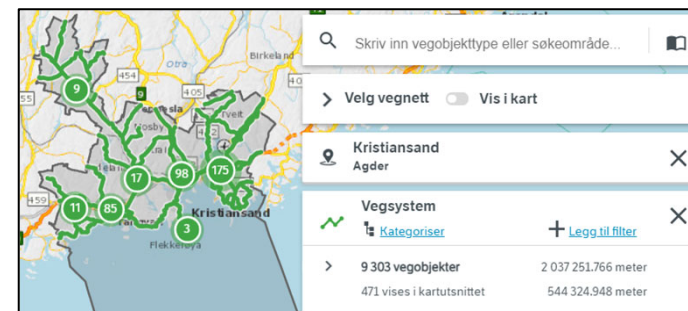 Skriv inn vegobjekttype eller søkeområde...
Velg vegnett Vis i kart
Kristiansand
Agder
Vegsystem
Kategoriser Legg til filter
9 303 vegobjekter 2 037 251.766 meter
471 vises i kartutsnittet 544 324.948 meter
Birkeland
Otra
454
9
405
9
Tveit
175
98
17
459
11
85
Kristiansand
3
Flekkerøya